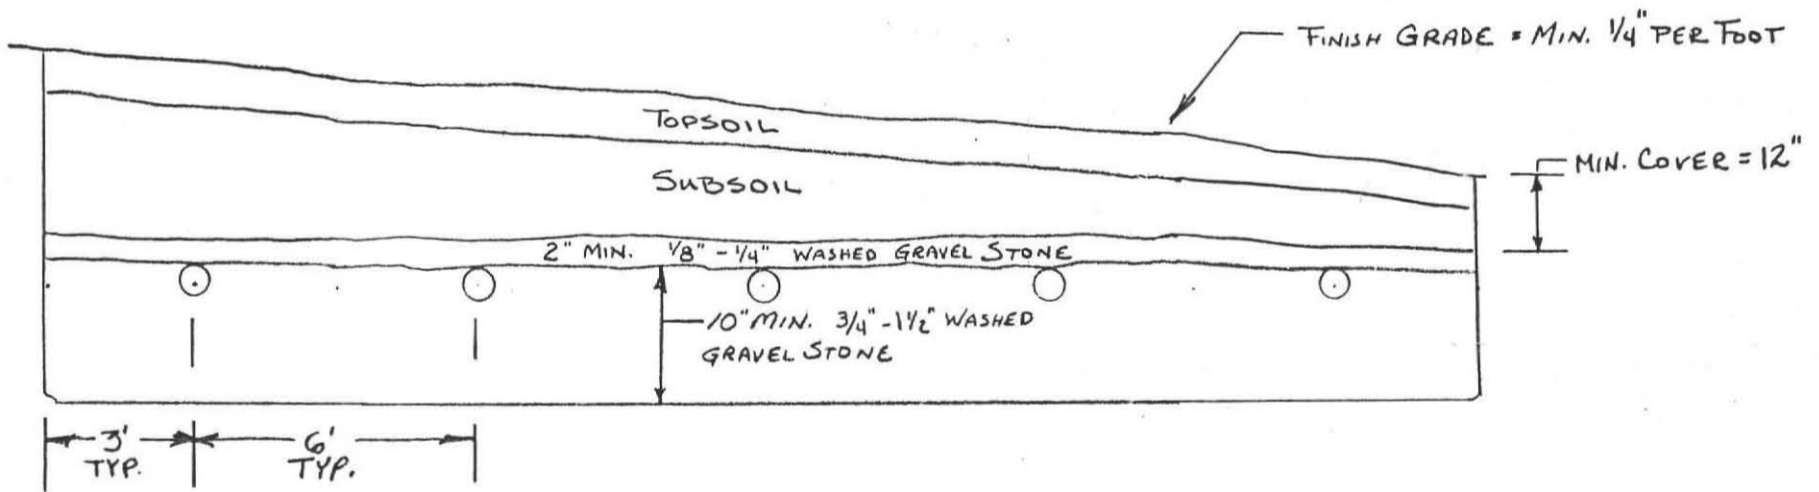 FINISH GRADE = MIN. 1/4" PER FOOT
TOPSOIL
MIN. COVER = 12"
SUBSOIL
2" MIN. 1/8" - 1/4" WASHED GRAVEL STONE
10" MIN. 3/4" - 1 1/2" WASHED
GRAVEL STONE
3'
TYP.
6'
TYP.